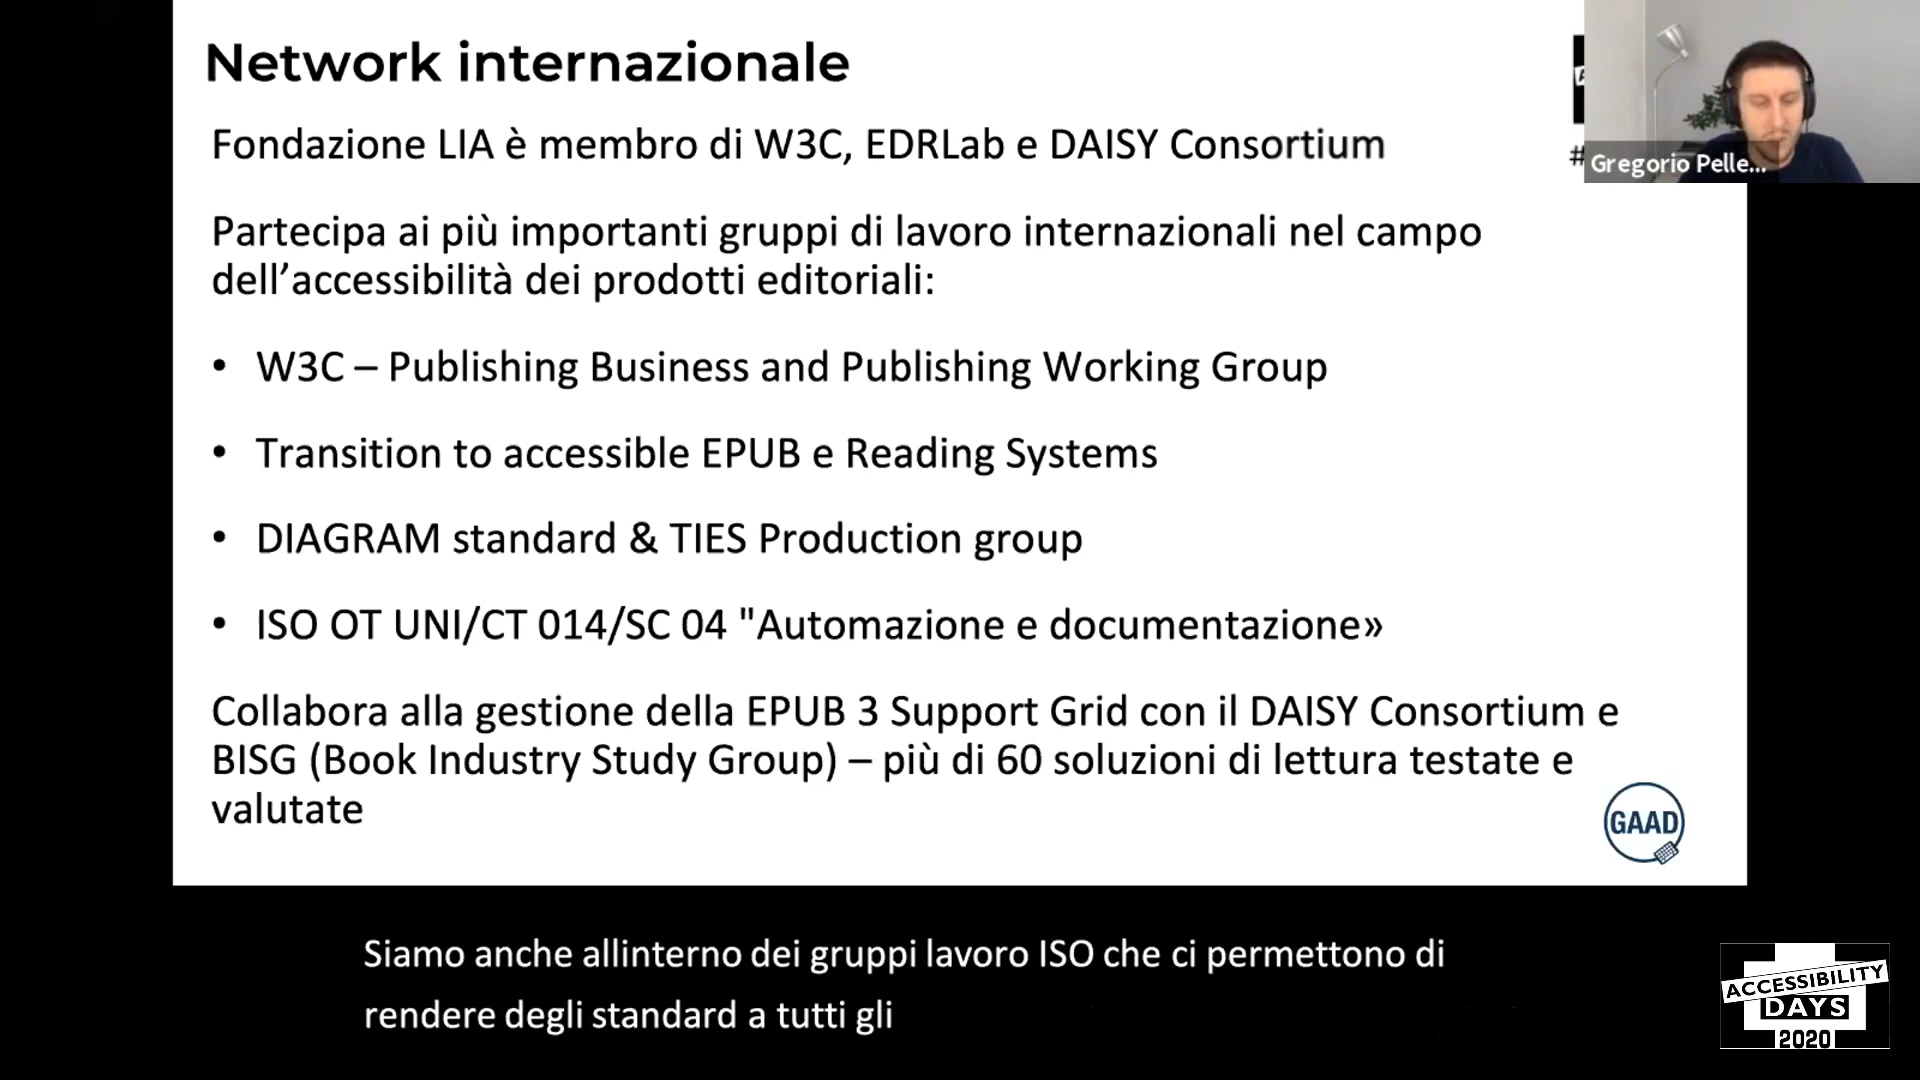 Network internazionale
Fondazione LIA è membro di W3C, EDRLab e DAISY Consortium
#
Gregorio Pelle...
Partecipa ai più importanti gruppi di lavoro internazionali nel campo
dell’accessibilità dei prodotti editoriali:
• W3C – Publishing Business and Publishing Working Group
• Transition to accessible EPUB e Reading Systems
• DIAGRAM standard & TIES Production group
• ISO OT UNI/CT 014/SC 04 "Automazione e documentazione»
Collabora alla gestione della EPUB 3 Support Grid con il DAISY Consortium e
BISG (Book Industry Study Group) – più di 60 soluzioni di lettura testate e
valutate
GAAD
Siamo anche allinterno dei gruppi lavoro ISO che ci permettono di
rendere degli standard a tutti gli
ACCESSIBILITY
DAYS
2020